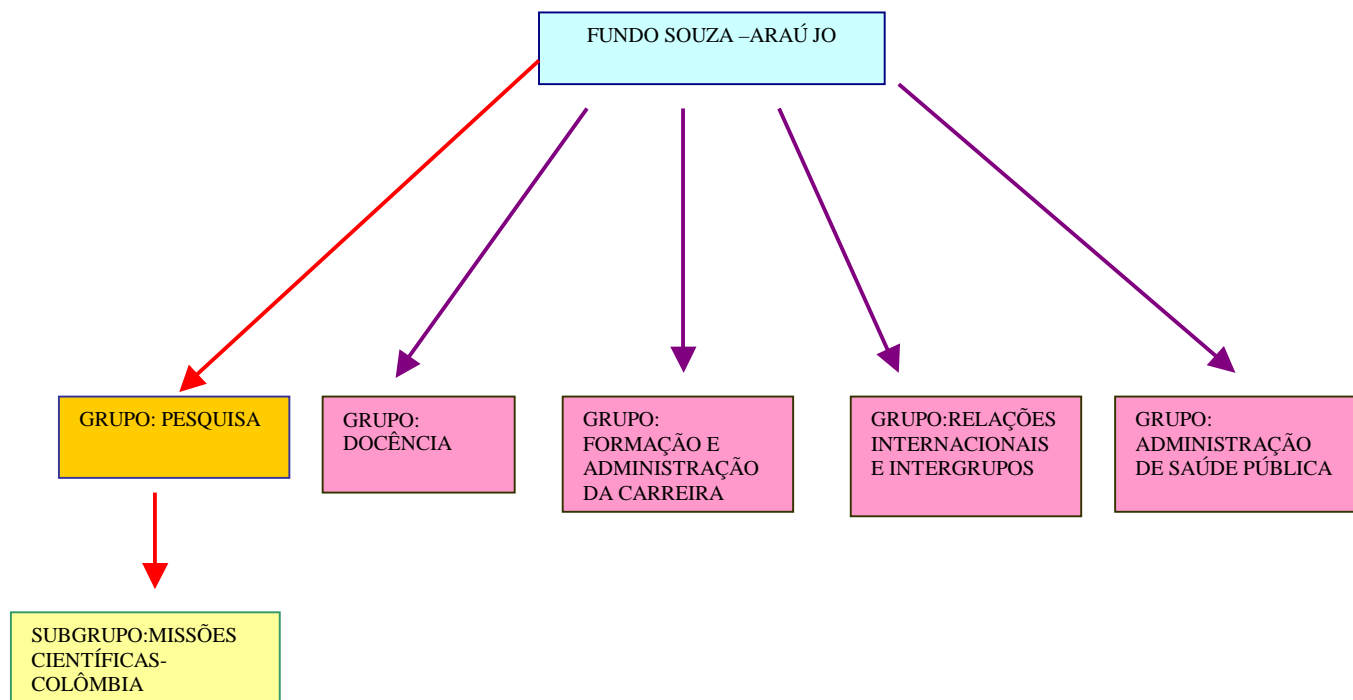 FUNDO SOUZA –ARAÚ JO
GRUPO: PESQUISA
GRUPO:
DOCÊNCIA
GRUPO:
FORMAÇÃO E
ADMINISTRAÇÃO
DA CARREIRA
GRUPO:RELAÇÕES
INTERNACIONAIS
E INTERGRUPOS
GRUPO:
ADMINISTRAÇÃO
DE SAÚDE PÚBLICA
SUBGRUPO:MISSÕES
CIENTÍFICAS-
COLÔMBIA